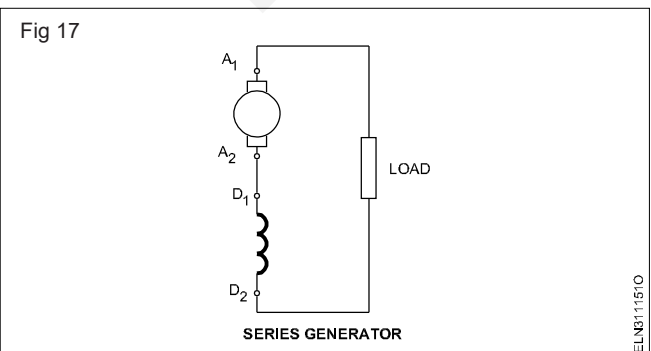 Fig 17
A1
A2
D1
D2
LOAD
SERIES GENERATOR
ELN311151O